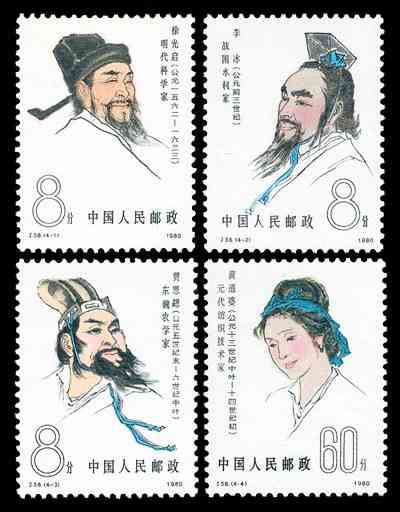 徐光启(公元一五六二—一六三三)
明代科学家
8分
中国人民邮政
J.58.(4-1) 1980
李 冰(公元前三世纪)
战国水利家
8分
中国人民邮政
J.58.(4-2) 1980
贾思勰(公元五世纪末—六世纪中叶)
东魏农学家
8分
中国人民邮政
J.58.(4-3) 1980
黄道婆(公元十三世纪中叶—十四世纪初)
元代纺织技术家
60分
中国人民邮政
J.58.(4-4) 1980